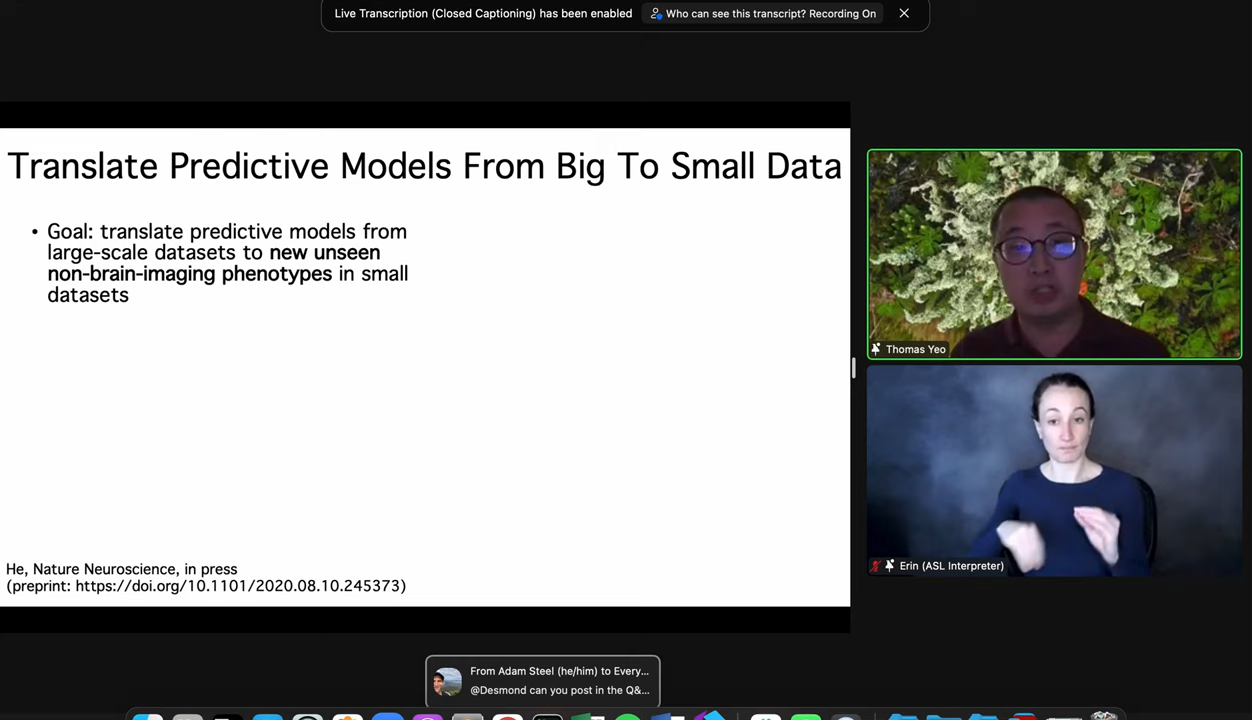 Live Transcription (Closed Captioning) has been enabled
Who can see this transcript? Recording On
Translate Predictive Models From Big To Small Data
• Goal: translate predictive models from
large-scale datasets to new unseen
non-brain-imaging phenotypes in small
datasets
He, Nature Neuroscience, in press
(preprint: https://doi.org/10.1101/2020.08.10.245373)
Thomas Yeo
Erin (ASL Interpreter)
From Adam Steel (he/him) to Every...
@Desmond can you post in the Q&...